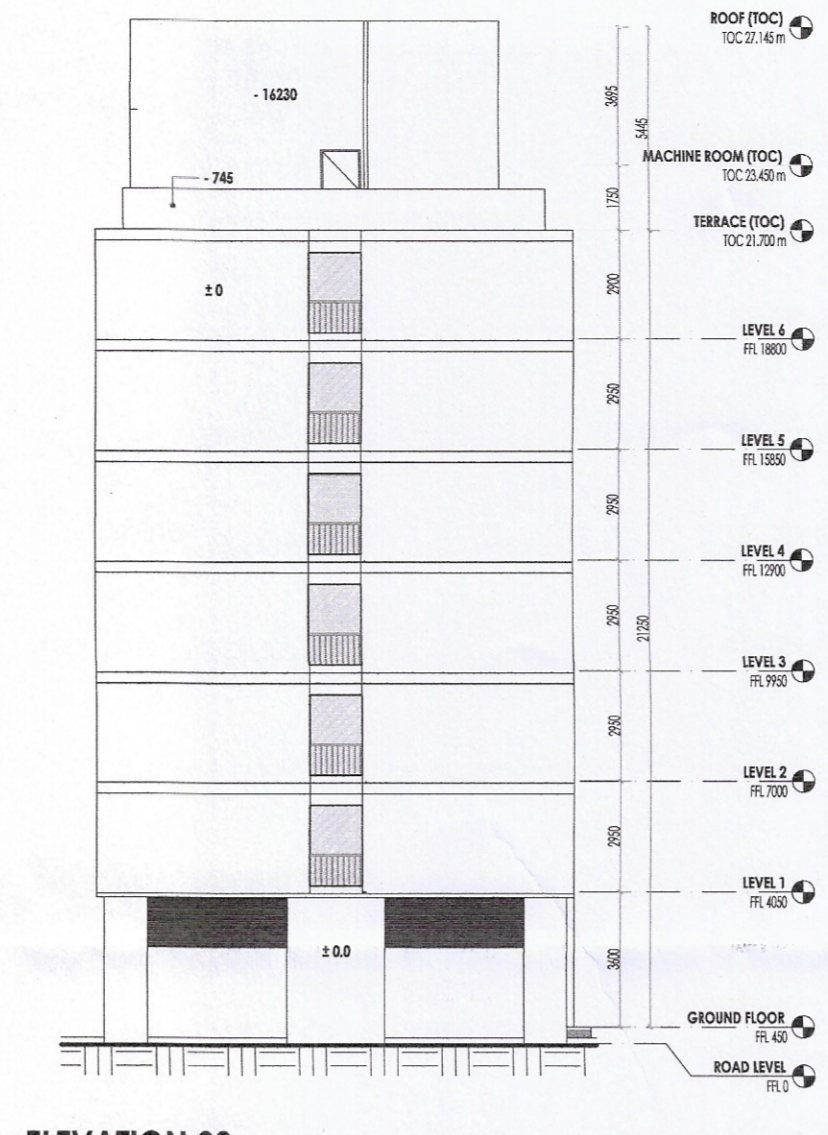 ROOF (TOC)
TOC 27.145 m
- 16230
3695
5445
MACHINE ROOM (TOC)
TOC 23.450 m
- 745
1750
TERRACE (TOC)
TOC 21.700 m
± 0
2900
LEVEL 6
FFL 18800
2950
LEVEL 5
FFL 15850
2950
LEVEL 4
FFL 12900
2950
21250
LEVEL 3
FFL 9950
2950
LEVEL 2
FFL 7000
2950
LEVEL 1
FFL 4050
± 0.0
3600
GROUND FLOOR
FFL 450
ROAD LEVEL
FFL 0